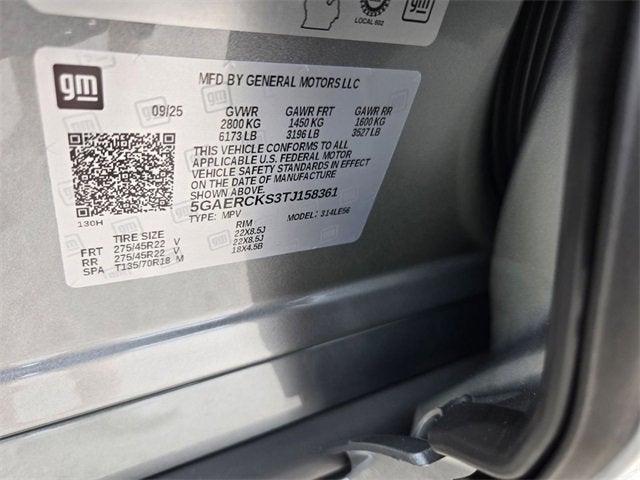 LOCAL 602
gm
gm
MFD BY GENERAL MOTORS LLC
09/25 GVWR GAWR FRT GAWR RR
2800 KG 1450 KG 1600 KG
6173 LB 3196 LB 3527 LB
THIS VEHICLE CONFORMS TO ALL
APPLICABLE U.S. FEDERAL MOTOR
VEHICLE SAFETY STANDARDS IN EFFECT
ON THE DATE OF MANUFACTURE
SHOWN ABOVE.
5GAERCKS3TJ158361
TYPE: MPV MODEL: 314LE56
130H
TIRE SIZE RIM
FRT 275/45R22 V 22X8.5J
RR 275/45R22 V 22X8.5J
SPA T135/70R18 M 18X4.5B